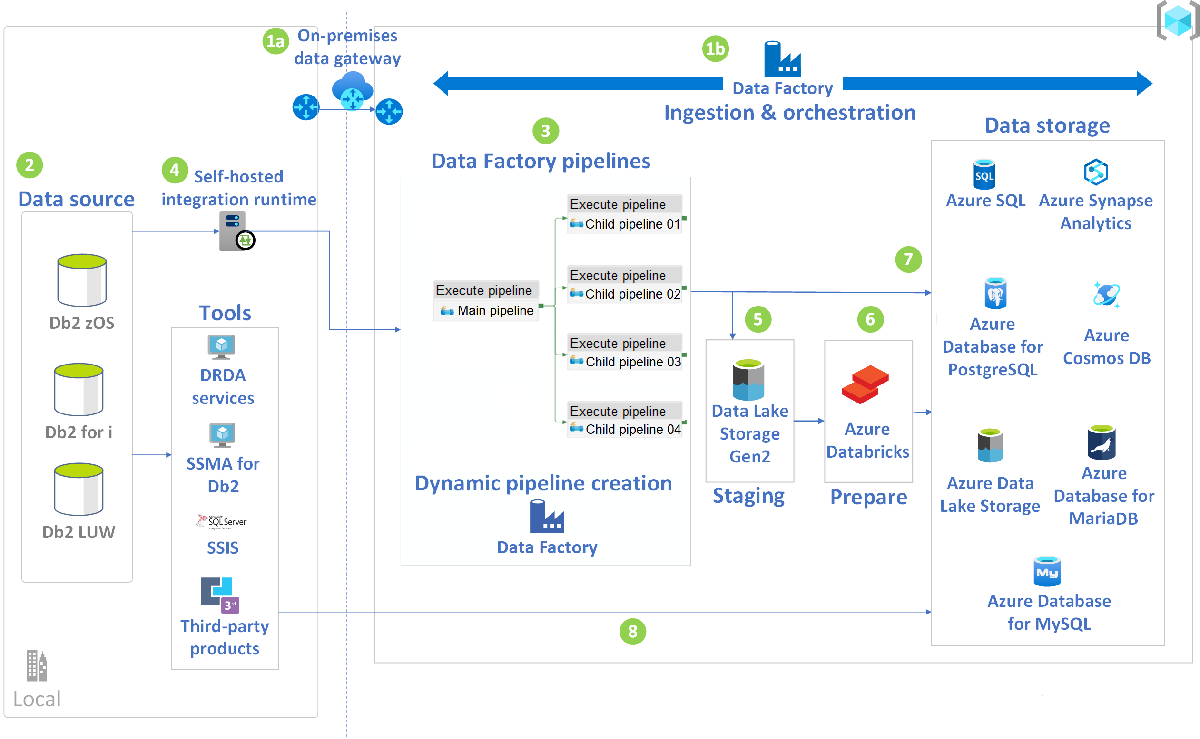 1a
On-premises
data gateway
1b
Data Factory
Ingestion & orchestration
2
Data source
Db2 zOS
Db2 for i
Db2 LUW
Local
4
Self-hosted
integration runtime
Tools
DRDA
services
SSMA for
Db2
SQL Server
SSIS
3rd
Third-party
products
3
Data Factory pipelines
Execute pipeline
Main pipeline
Execute pipeline
Child pipeline 01
Execute pipeline
Child pipeline 02
Execute pipeline
Child pipeline 03
Execute pipeline
Child pipeline 04
Dynamic pipeline creation
Data Factory
5
Data Lake
Storage
Gen2
Staging
6
Azure
Databricks
Prepare
7
8
Data storage
SQL
Azure SQL
Azure Synapse
Analytics
Azure
Database for
PostgreSQL
Azure
Cosmos DB
Azure Data
Lake Storage
Azure
Database for
MariaDB
My
Azure Database
for MySQL